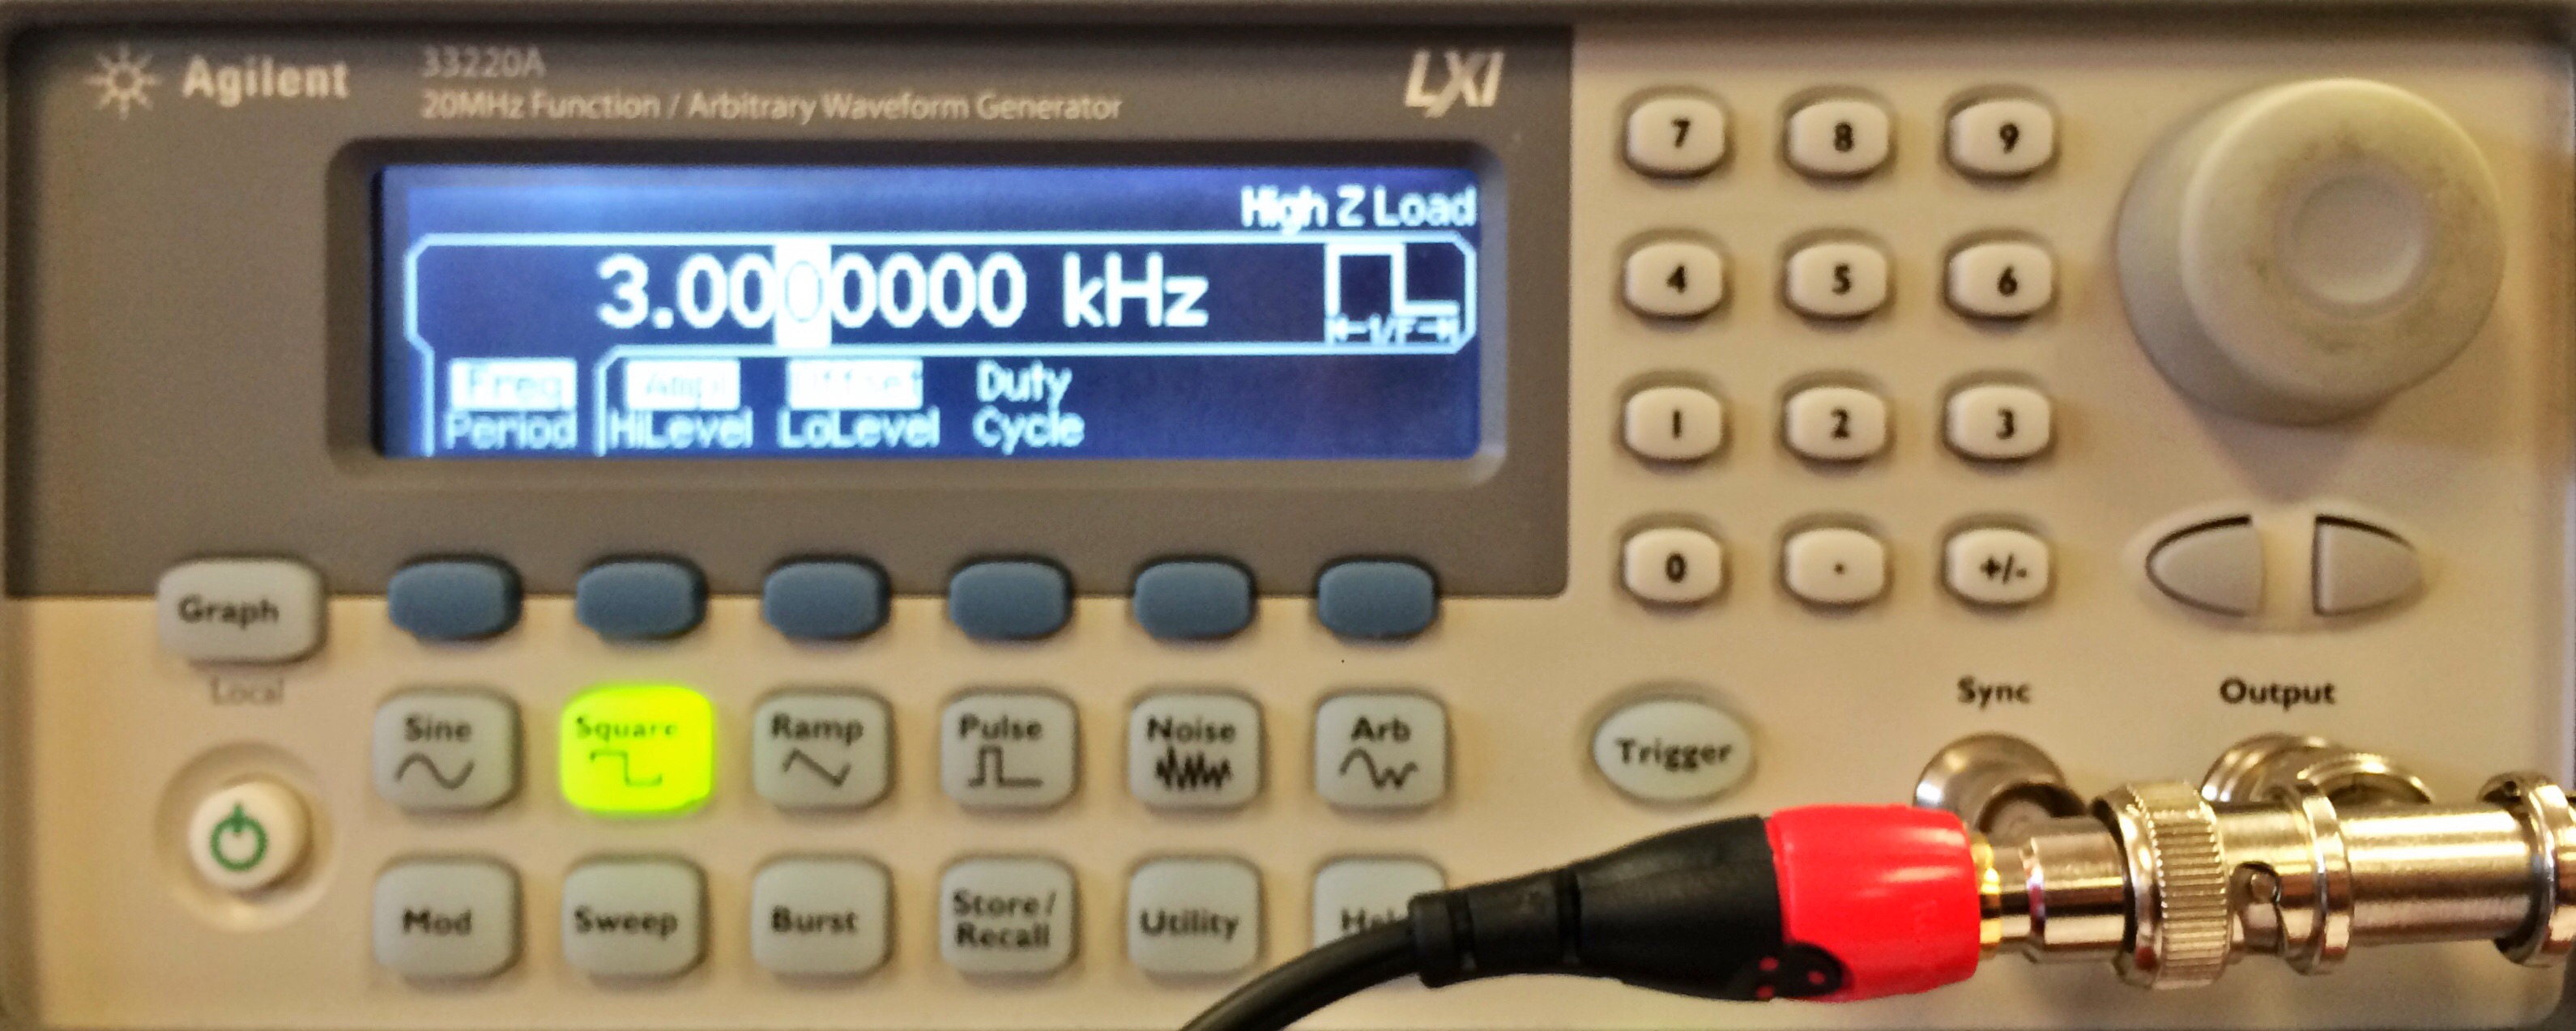 Agilent
33220A
20MHz Function / Arbitrary Waveform Generator
LXI
High Z Load
3.0000000 kHz
1/F
Freq Ampl Offset Duty
Period HiLevel LoLevel Cycle
7 8 9
4 5 6
1 2 3
0 . +/-
Graph
Local
Sine Square Ramp Pulse Noise Arb
Trigger
Sync
Output
Mod Sweep Burst Store/
Recall
Utility